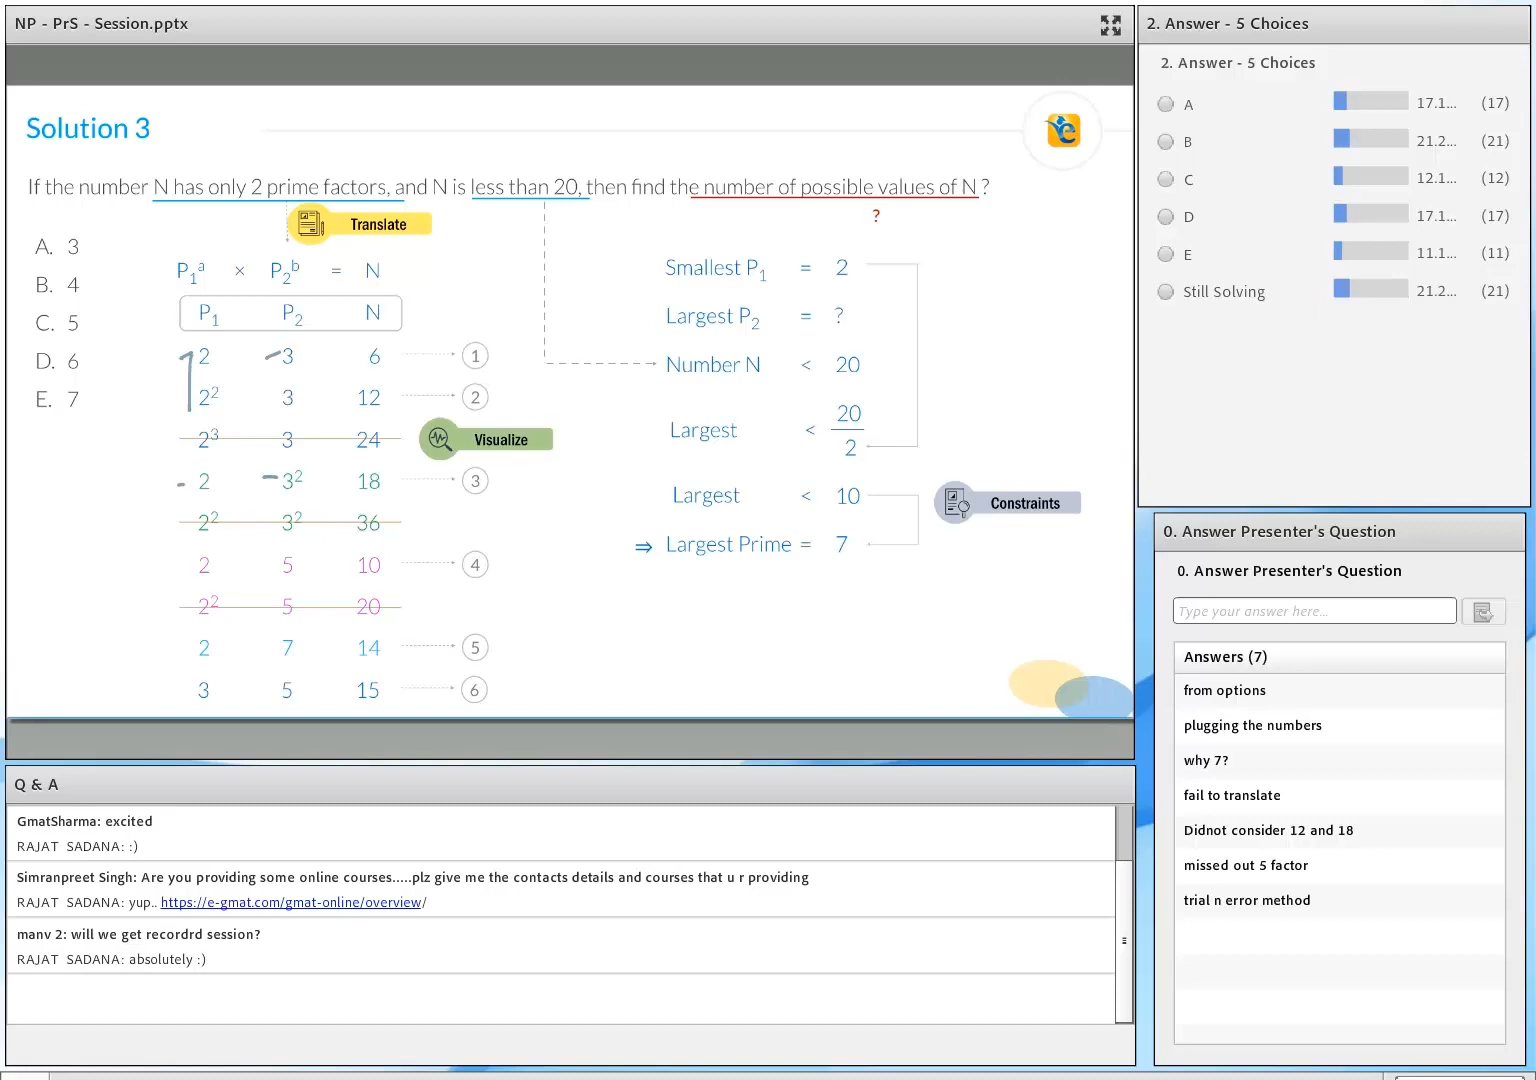 NP - PrS - Session.pptx
Solution 3
If the number N has only 2 prime factors, and N is less than 20, then find the number of possible values of N ?
Translate
?
A. 3
B. 4
C. 5
D. 6
E. 7
P₁ᵃ × P₂ᵇ = N
P₁ P₂ N
2 3 6 1
2² 3 12 2
2³ 3 24
Visualize
2 3² 18 3
2² 3² 36
2 5 10 4
2² 5 20
2 7 14 5
3 5 15 6
Smallest P₁ = 2
Largest P₂ = ?
Number N < 20
Largest < 20/2
Largest < 10
Constraints
⇒ Largest Prime = 7
2. Answer - 5 Choices
2. Answer - 5 Choices
A 17.1... (17)
B 21.2... (21)
C 12.1... (12)
D 17.1... (17)
E 11.1... (11)
Still Solving 21.2... (21)
0. Answer Presenter's Question
0. Answer Presenter's Question
Type your answer here...
Answers (7)
from options
plugging the numbers
why 7?
fail to translate
Didnot consider 12 and 18
missed out 5 factor
trial n error method
Q & A
GmatSharma: excited
RAJAT SADANA: :)
Simranpreet Singh: Are you providing some online courses.....plz give me the contacts details and courses that u r providing
RAJAT SADANA: yup.. https://e-gmat.com/gmat-online/overview/
manv 2: will we get recordrd session?
RAJAT SADANA: absolutely :)